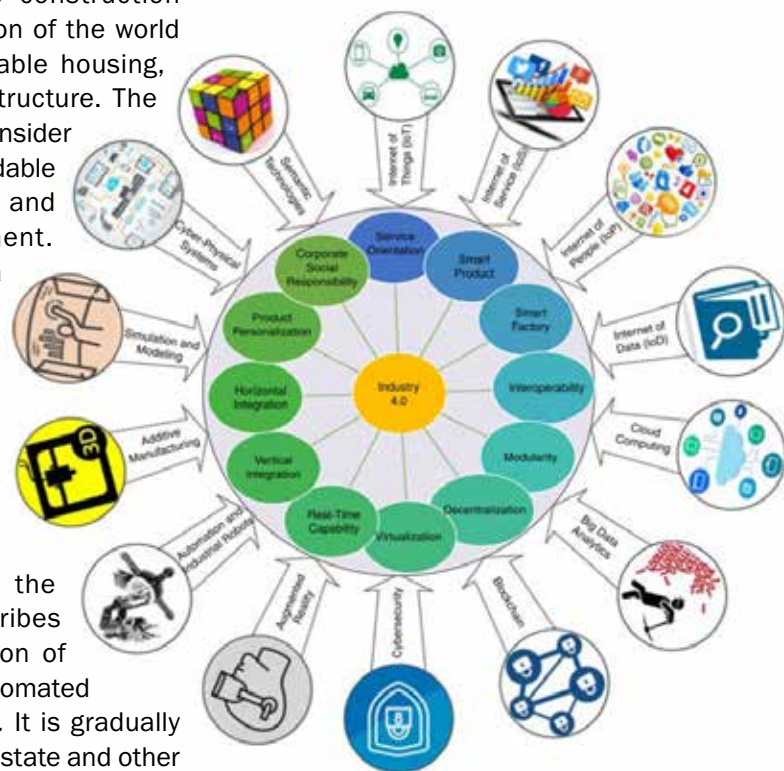 construction
on of the world
able housing,
structure. The
nsider
dable
and
ment.
the
ribes
on of
tomated
. It is gradually
state and other
Internet of
Things (IoT)
Internet of
Service (IoS)
Internet of
People (IoP)
Internet of
Data (IoD)
Cloud
Computing
Big Data
Analytics
Blockchain
Cybersecurity
Augmented
Reality
Automation and
Industrial Robots
Additive
Manufacturing
Simulation and
Modeling
Cyber-Physical
Systems
Semantic
Technologies
Service
Orientation
Smart
Product
Smart
Factory
Interoperability
Modularity
Decentralization
Virtualization
Real-Time
Capability
Vertical
Integration
Horizontal
Integration
Product
Personalization
Corporate
Social
Responsibility
Industry
4.0
3D